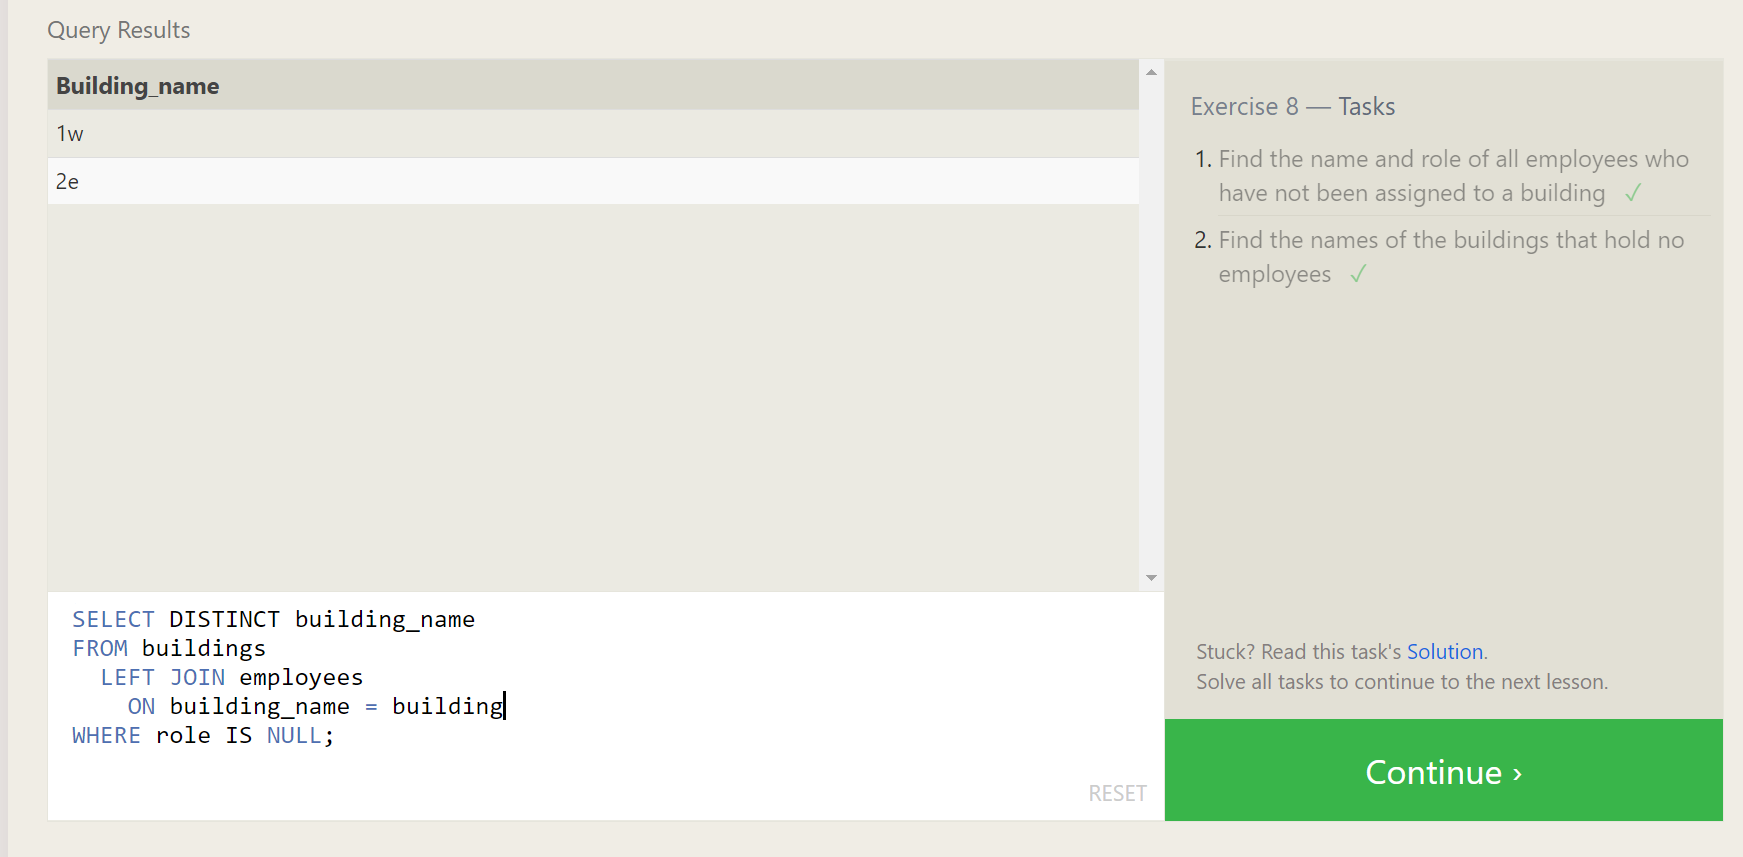 Query Results
Building_name
1w
2e
SELECT DISTINCT building_name
FROM buildings
  LEFT JOIN employees
    ON building_name = building
WHERE role IS NULL;
RESET
Exercise 8 — Tasks
1. Find the name and role of all employees who
have not been assigned to a building ✓
2. Find the names of the buildings that hold no
employees ✓
Stuck? Read this task's Solution.
Solve all tasks to continue to the next lesson.
Continue ›